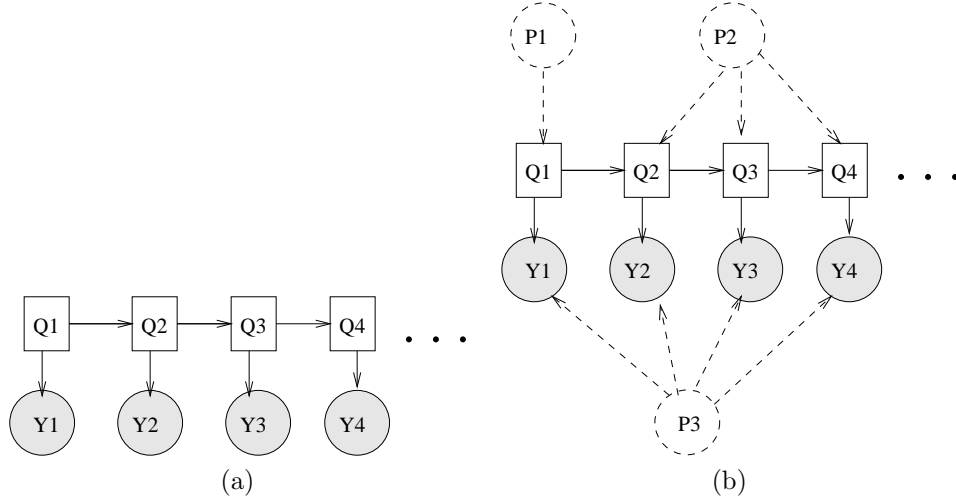 P1 P2
Q1 Q2 Q3 Q4 . . .
Y1 Y2 Y3 Y4
Q1 Q2 Q3 Q4 . . .
Y1 Y2 Y3 Y4
P3
(a) (b)